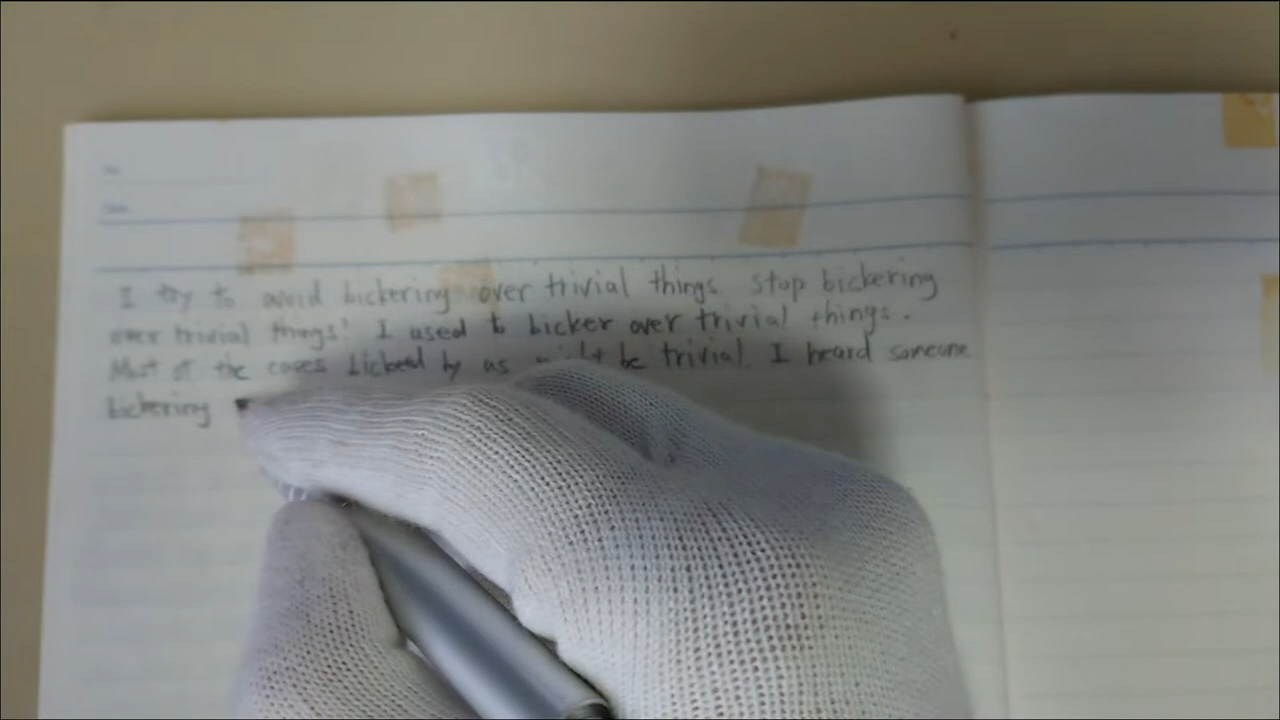 I try to avoid bickering over trivial things. Stop bickering
over trivial things! I used to bicker over trivial things.
Most of the cases bickered by us might be trivial. I heard someone
bickering